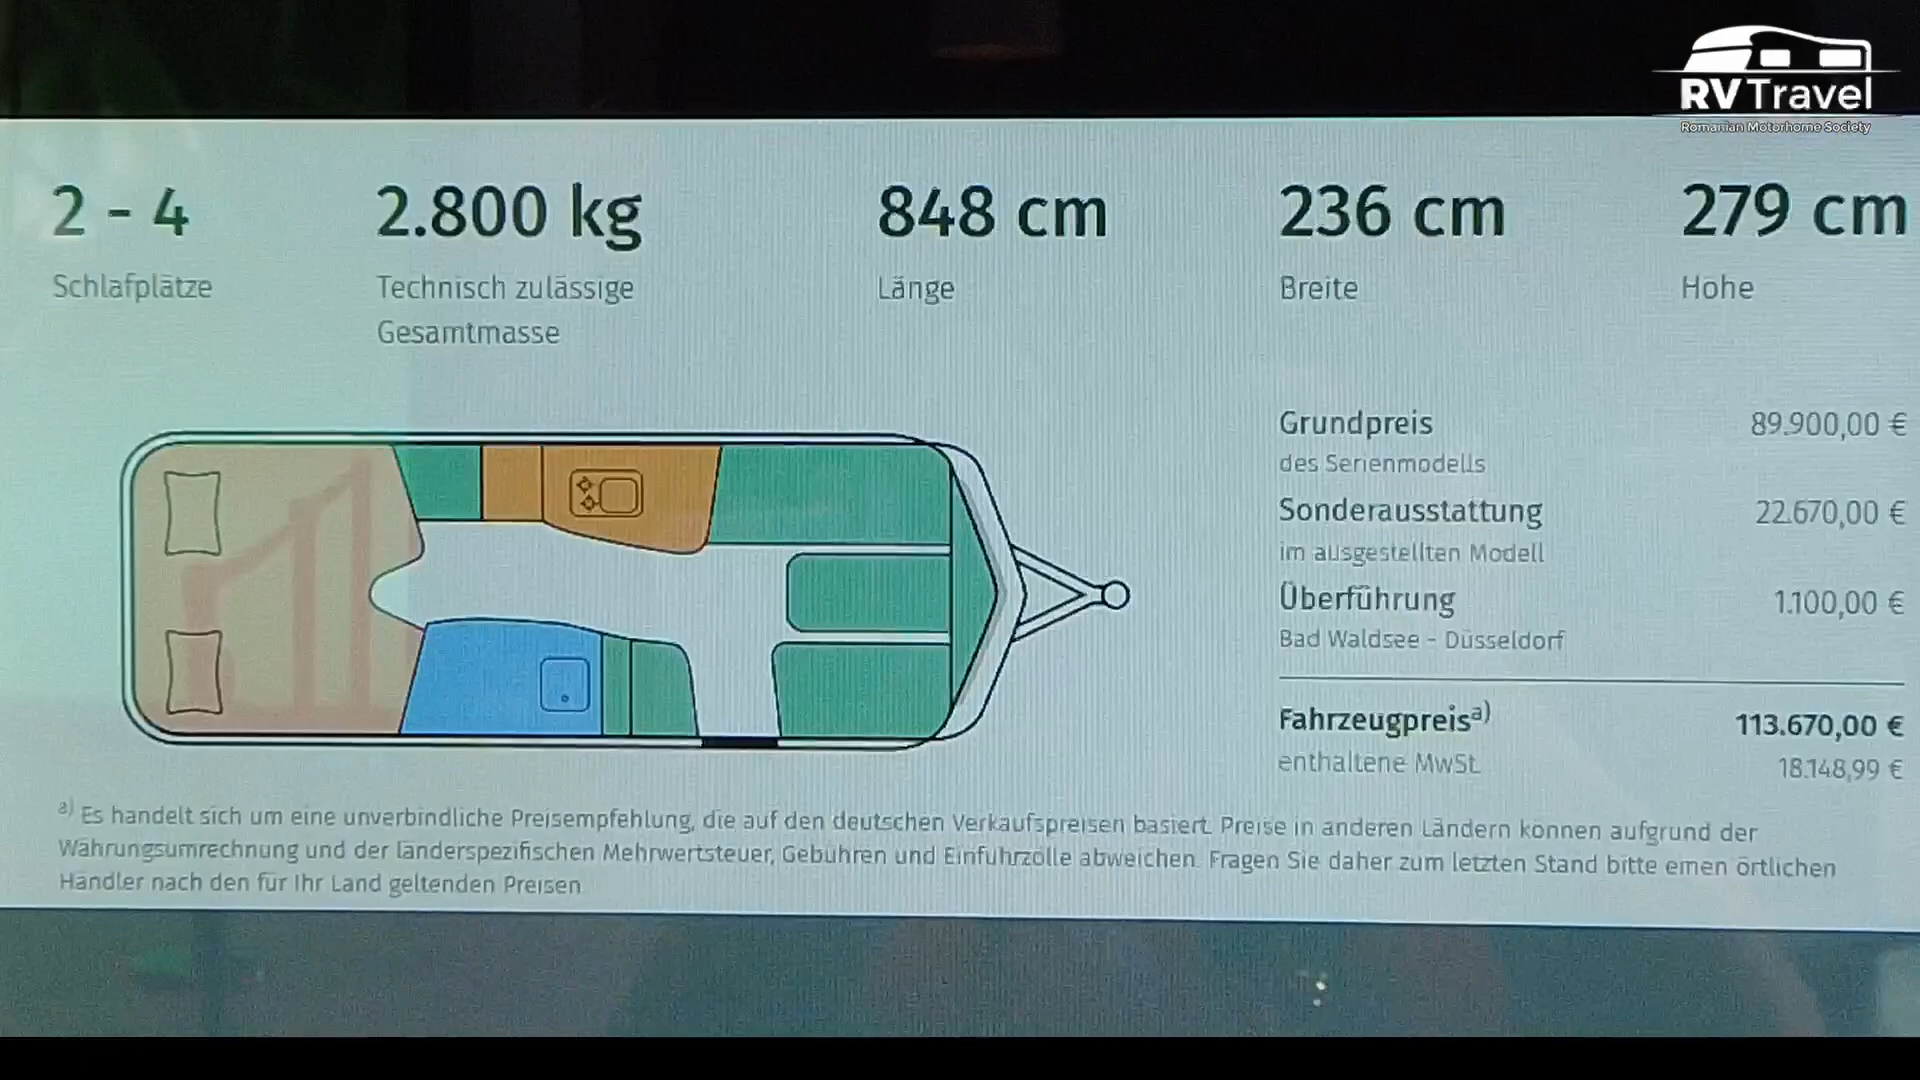 RVTravel
Romanian Motorhome Society
2 - 4
Schlafplätze
2.800 kg
Technisch zulässige
Gesamtmasse
848 cm
Länge
236 cm
Breite
279 cm
Höhe
Grundpreis 89.900,00 €
des Serienmodells
Sonderausstattung 22.670,00 €
im ausgestellten Modell
Überführung 1.100,00 €
Bad Waldsee - Düsseldorf
Fahrzeugpreis a) 113.670,00 €
enthaltene MwSt. 18.148,99 €
a) Es handelt sich um eine unverbindliche Preisempfehlung, die auf den deutschen Verkaufspreisen basiert. Preise in anderen Ländern können aufgrund der
Währungsumrechnung und der länderspezifischen Mehrwertsteuer, Gebühren und Einfuhrzölle abweichen. Fragen Sie daher zum letzten Stand bitte einen örtlichen
Händler nach den für Ihr Land geltenden Preisen.